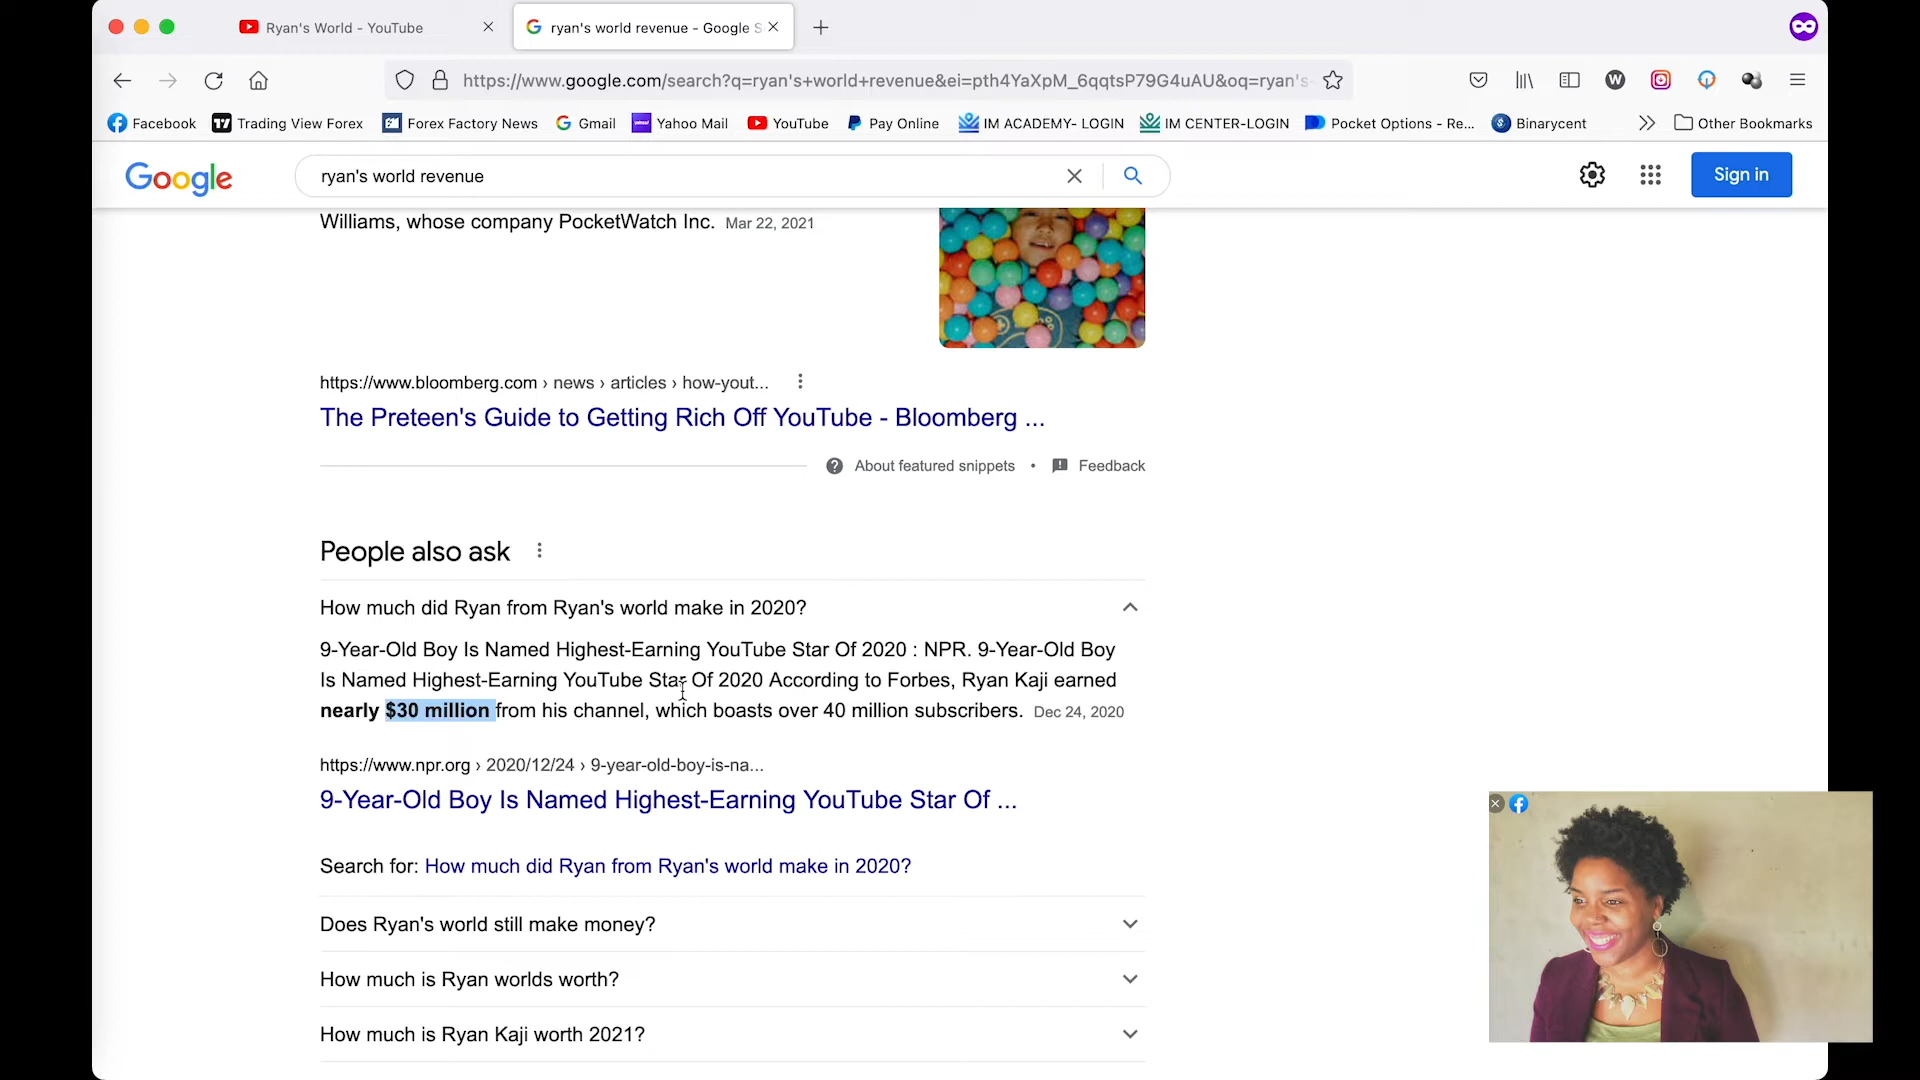 Ryan's World - YouTube
ryan's world revenue - Google S
https://www.google.com/search?q=ryan's+world+revenue&ei=pth4YaXpM_6qqtsP79G4uAU&oq=ryan's-
W
Facebook
Trading View Forex
Forex Factory News
Gmail
Yahoo Mail
YouTube
Pay Online
IM ACADEMY- LOGIN
IM CENTER-LOGIN
Pocket Options - Re...
Binarycent
Other Bookmarks
Google
ryan's world revenue
Sign in
Williams, whose company PocketWatch Inc. Mar 22, 2021
https://www.bloomberg.com › news › articles › how-yout...
The Preteen's Guide to Getting Rich Off YouTube - Bloomberg ...
About featured snippets • Feedback
People also ask
How much did Ryan from Ryan's world make in 2020?
9-Year-Old Boy Is Named Highest-Earning YouTube Star Of 2020 : NPR. 9-Year-Old Boy
Is Named Highest-Earning YouTube Star Of 2020 According to Forbes, Ryan Kaji earned
nearly $30 million from his channel, which boasts over 40 million subscribers. Dec 24, 2020
https://www.npr.org › 2020/12/24 › 9-year-old-boy-is-na...
9-Year-Old Boy Is Named Highest-Earning YouTube Star Of ...
Search for: How much did Ryan from Ryan's world make in 2020?
Does Ryan's world still make money?
How much is Ryan worlds worth?
How much is Ryan Kaji worth 2021?